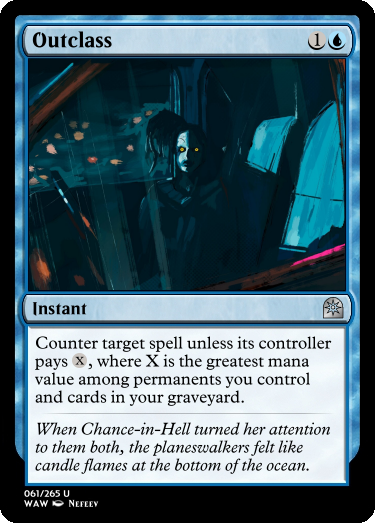 Outclass 1
Instant
Counter target spell unless its controller
pays X, where X is the greatest mana
value among permanents you control
and cards in your graveyard.
When Chance-in-Hell turned her attention
to them both, the planeswalkers felt like
candle flames at the bottom of the ocean.
061/265 U
WAW Nefeev